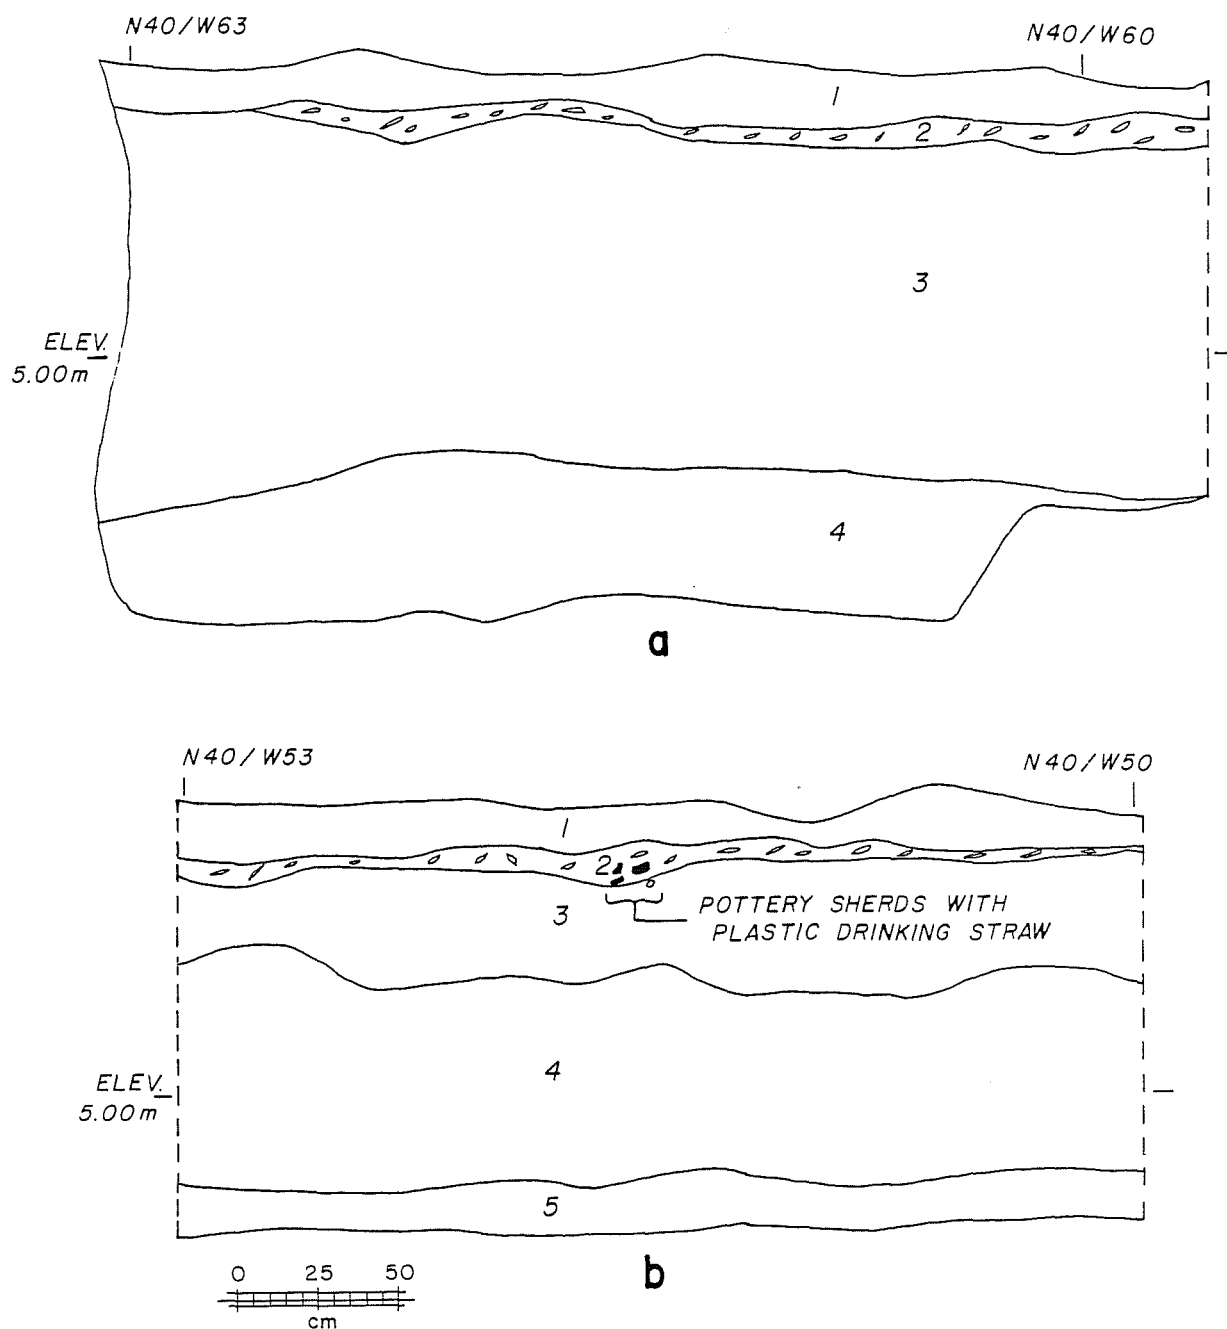 N40/W63
N40/W60
1
2
3
ELEV.
5.00m
4
a
N40/W53
N40/W50
1
2
3
POTTERY SHERDS WITH
PLASTIC DRINKING STRAW
4
ELEV.
5.00m
5
b
0 25 50
cm